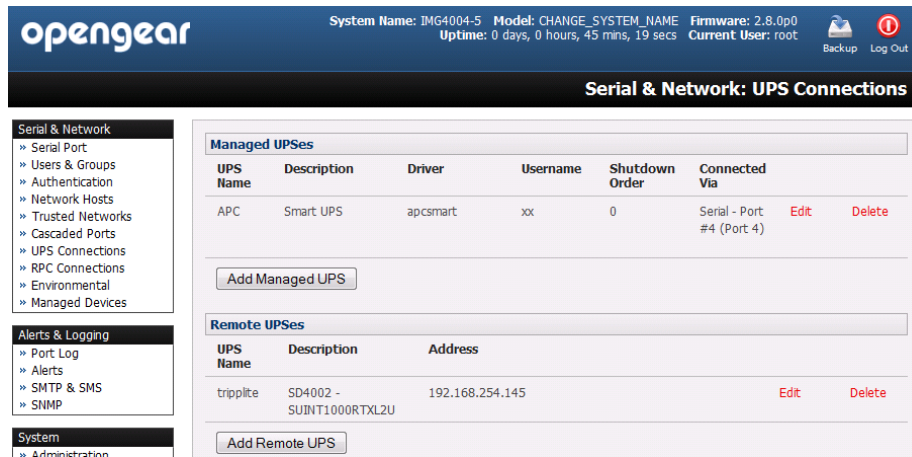 opengear
System Name: IMG4004-5 Model: CHANGE_SYSTEM_NAME Firmware: 2.8.0p0
Uptime: 0 days, 0 hours, 45 mins, 19 secs Current User: root
Backup Log Out
Serial & Network: UPS Connections
Serial & Network
» Serial Port
» Users & Groups
» Authentication
» Network Hosts
» Trusted Networks
» Cascaded Ports
» UPS Connections
» RPC Connections
» Environmental
» Managed Devices
Alerts & Logging
» Port Log
» Alerts
» SMTP & SMS
» SNMP
System
» Administration
Managed UPSes
UPS Name Description Driver Username Shutdown Order Connected Via
APC Smart UPS apcsmart xx 0 Serial - Port #4 (Port 4) Edit Delete
Add Managed UPS
Remote UPSes
UPS Name Description Address
tripplite SD4002 - SUINT1000RTXL2U 192.168.254.145 Edit Delete
Add Remote UPS